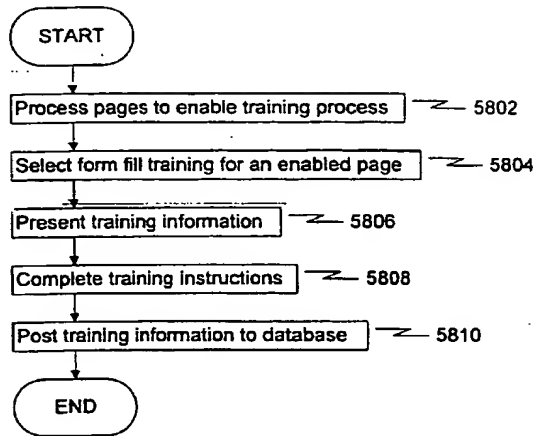 START
Process pages to enable training process 5802
Select form fill training for an enabled page 5804
Present training information 5806
Complete training instructions 5808
Post training information to database 5810
END